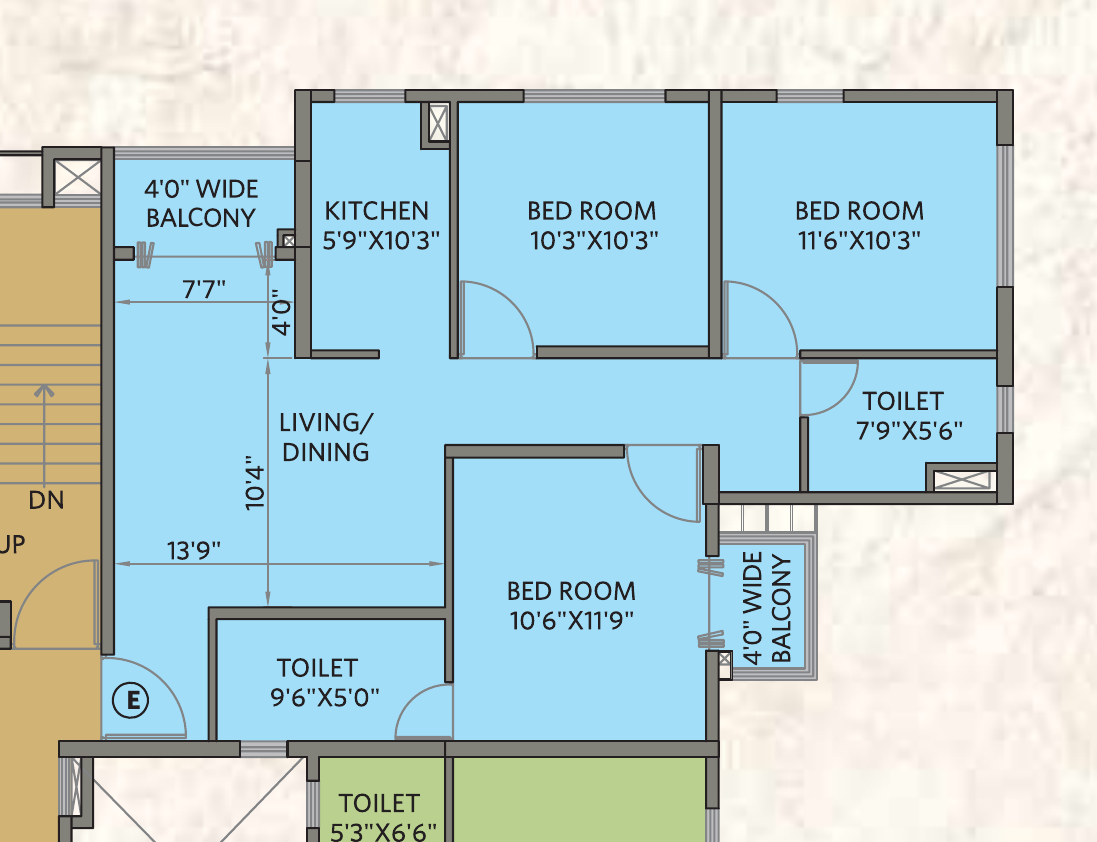 4'0" WIDE
BALCONY
KITCHEN
5'9"X10'3"
BED ROOM
10'3"X10'3"
BED ROOM
11'6"X10'3"
7'7"
4'0"
LIVING/
DINING
TOILET
7'9"X5'6"
10'4"
DN
UP
13'9"
BED ROOM
10'6"X11'9"
4'0" WIDE
BALCONY
TOILET
9'6"X5'0"
E
TOILET
5'3"X6'6"